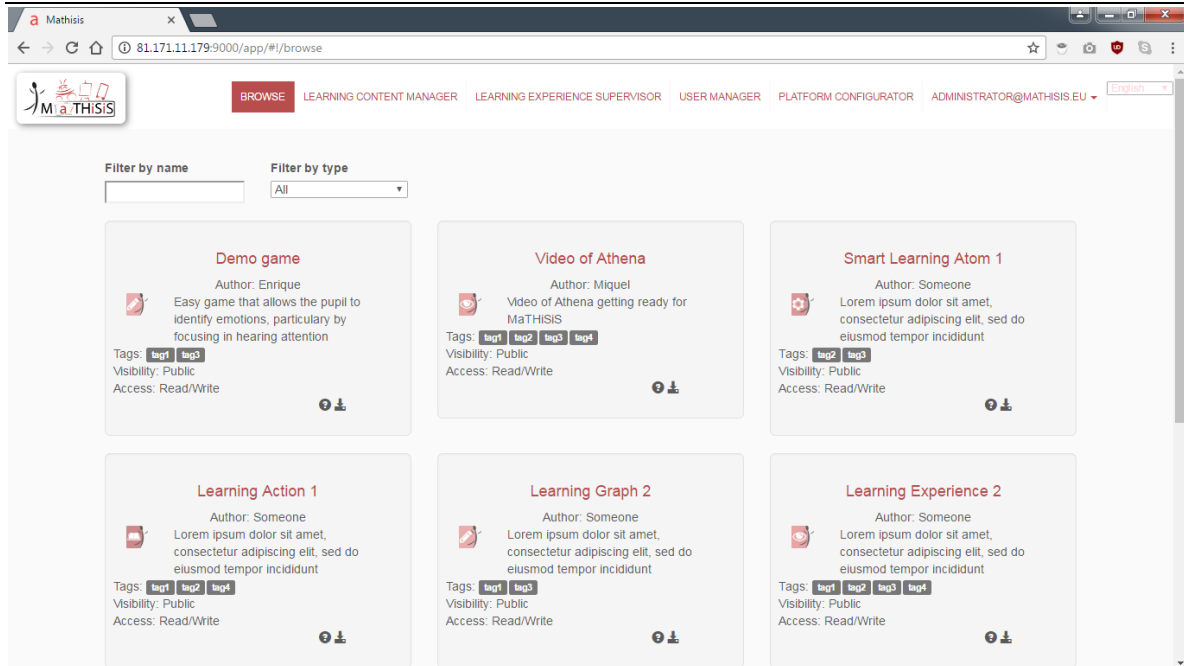 a Mathisis
81.171.11.179:9000/app/#!/browse
MaTHiSiS
BROWSE LEARNING CONTENT MANAGER LEARNING EXPERIENCE SUPERVISOR USER MANAGER PLATFORM CONFIGURATOR ADMINISTRATOR@MATHISIS.EU English
Filter by name Filter by type
All
Demo game
Author: Enrique
Easy game that allows the pupil to
identify emotions, particulary by
focusing in hearing attention
Tags: tag1 tag3
Visibility: Public
Access: Read/Write
Video of Athena
Author: Miquel
Video of Athena getting ready for
MaTHiSiS
Tags: tag1 tag2 tag3 tag4
Visibility: Public
Access: Read/Write
Smart Learning Atom 1
Author: Someone
Lorem ipsum dolor sit amet,
consectetur adipiscing elit, sed do
eiusmod tempor incididunt
Tags: tag2 tag3
Visibility: Public
Access: Read/Write
Learning Action 1
Author: Someone
Lorem ipsum dolor sit amet,
consectetur adipiscing elit, sed do
eiusmod tempor incididunt
Tags: tag1 tag2 tag4
Visibility: Public
Access: Read/Write
Learning Graph 2
Author: Someone
Lorem ipsum dolor sit amet,
consectetur adipiscing elit, sed do
eiusmod tempor incididunt
Tags: tag1 tag3
Visibility: Public
Access: Read/Write
Learning Experience 2
Author: Someone
Lorem ipsum dolor sit amet,
consectetur adipiscing elit, sed do
eiusmod tempor incididunt
Tags: tag1 tag2 tag3 tag4
Visibility: Public
Access: Read/Write